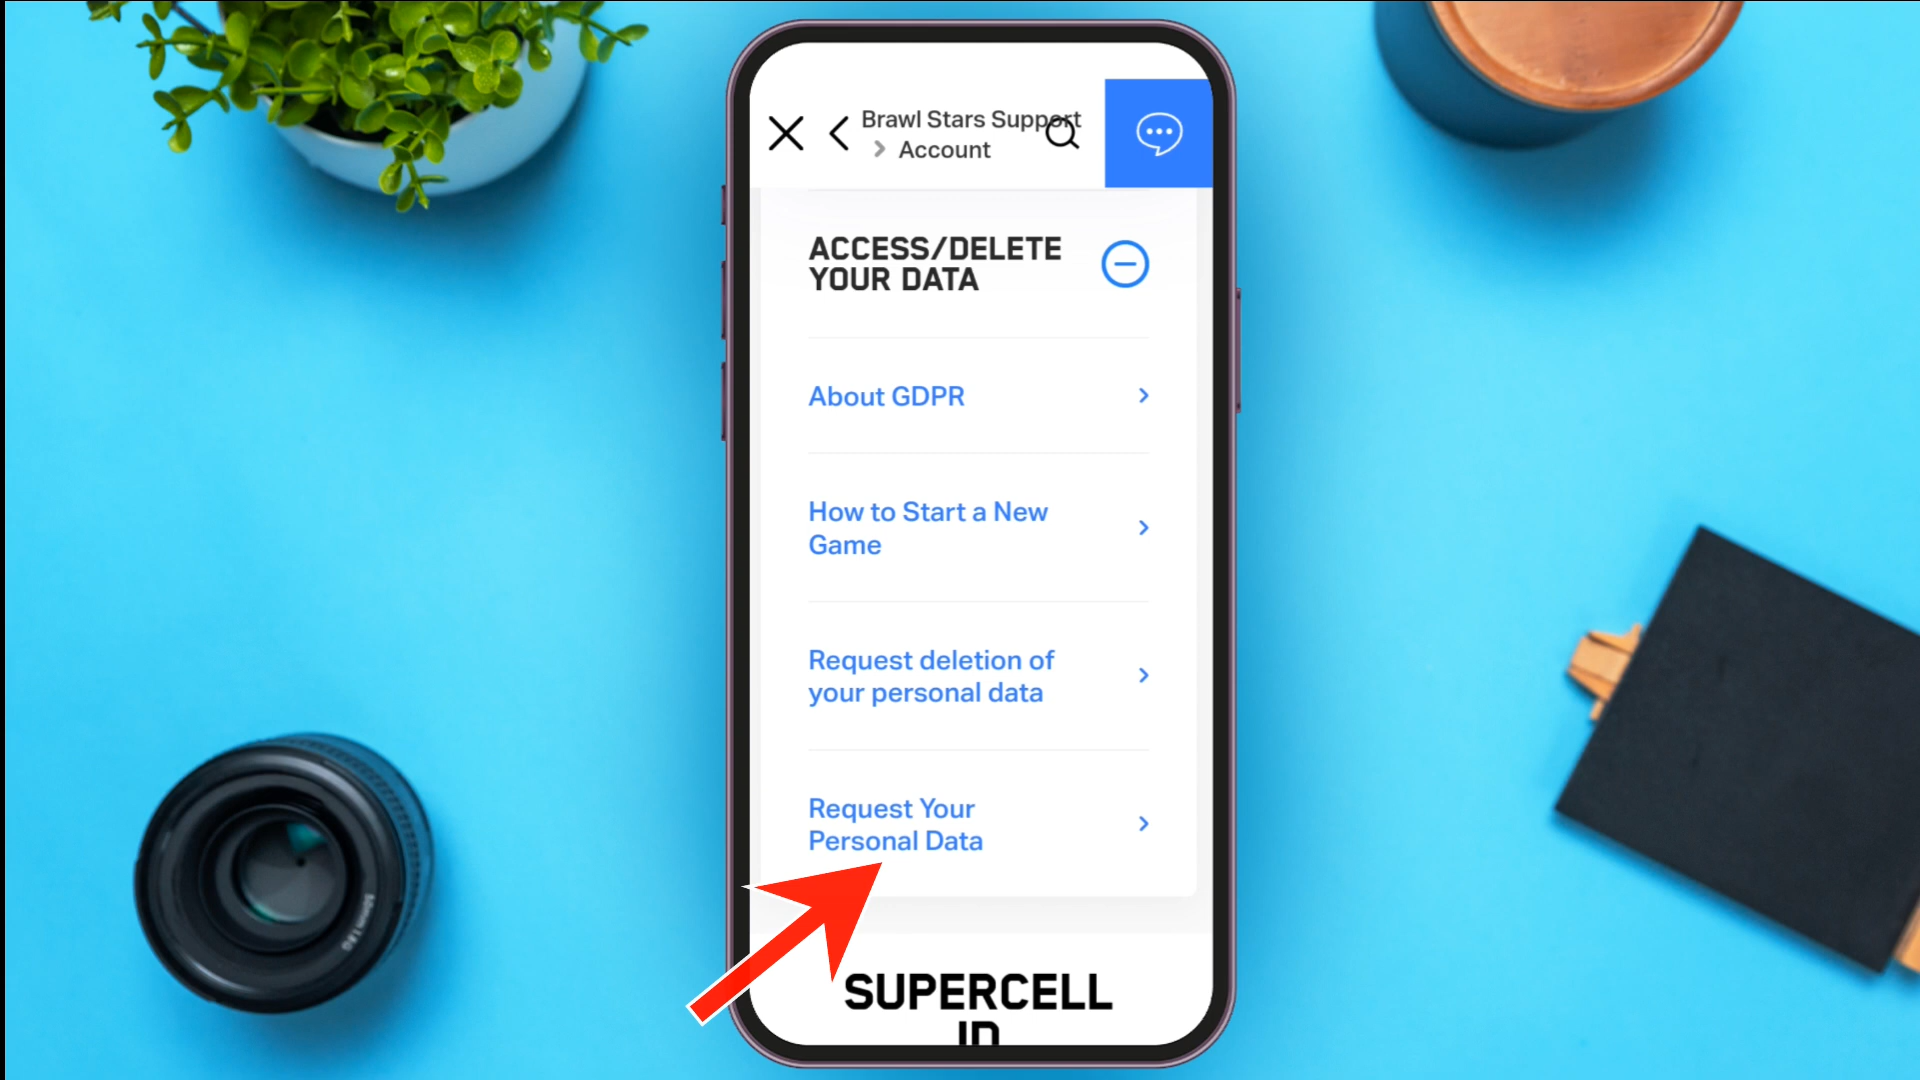 Brawl Stars Support
Account
ACCESS/DELETE
YOUR DATA
About GDPR
How to Start a New
Game
Request deletion of
your personal data
Request Your
Personal Data
SUPERCELL
ID